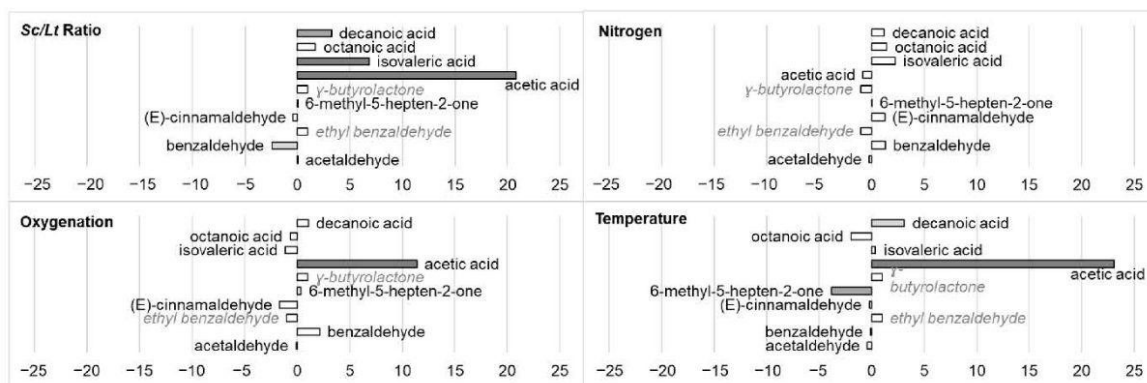 Sc/Lt Ratio
decanoic acid
octanoic acid
isovaleric acid
acetic acid
γ-butyrolactone
6-methyl-5-hepten-2-one
(E)-cinnamaldehyde
ethyl benzaldehyde
benzaldehyde
acetaldehyde
−25 −20 −15 −10 −5 0 5 10 15 20 25
Nitrogen
decanoic acid
octanoic acid
isovaleric acid
acetic acid
γ-butyrolactone
6-methyl-5-hepten-2-one
(E)-cinnamaldehyde
ethyl benzaldehyde
benzaldehyde
acetaldehyde
−25 −20 −15 −10 −5 0 5 10 15 20 25
Oxygenation
decanoic acid
octanoic acid
isovaleric acid
acetic acid
γ-butyrolactone
6-methyl-5-hepten-2-one
(E)-cinnamaldehyde
ethyl benzaldehyde
benzaldehyde
acetaldehyde
−25 −20 −15 −10 −5 0 5 10 15 20 25
Temperature
decanoic acid
octanoic acid
isovaleric acid
acetic acid
γ-
butyrolactone
6-methyl-5-hepten-2-one
(E)-cinnamaldehyde
ethyl benzaldehyde
benzaldehyde
acetaldehyde
−25 −20 −15 −10 −5 0 5 10 15 20 25